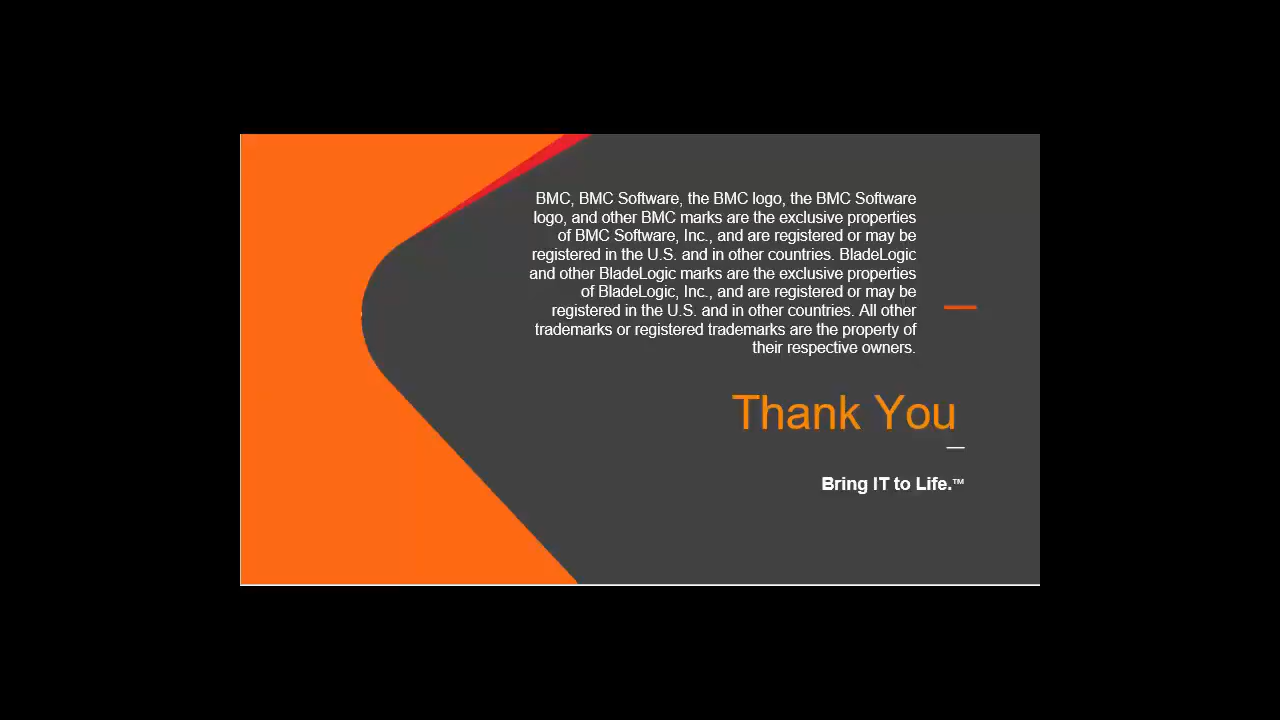 BMC, BMC Software, the BMC logo, the BMC Software
logo, and other BMC marks are the exclusive properties
of BMC Software, Inc., and are registered or may be
registered in the U.S. and in other countries. BladeLogic
and other BladeLogic marks are the exclusive properties
of BladeLogic, Inc., and are registered or may be
registered in the U.S. and in other countries. All other
trademarks or registered trademarks are the property of
their respective owners.
Thank You
Bring IT to Life.™